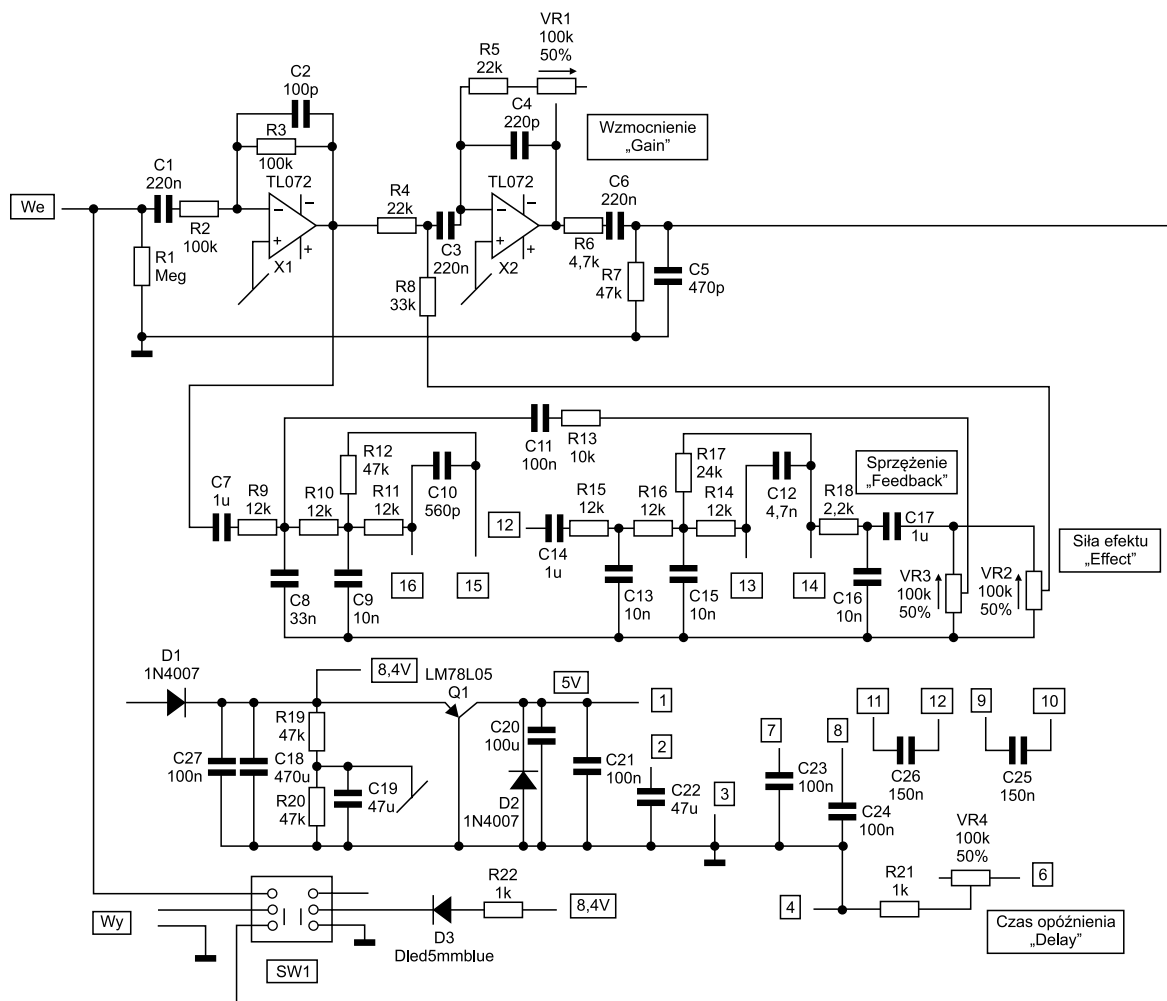 VR1
100k
50%
R5
22k
C2
100p
C4
220p
Wzmocnienie
„Gain”
R3
100k
C1
220n
TL072
TL072
C6
220n
We
R4
22k
R2
100k
C3
220n
R6
4,7k
R1
Meg
X1
X2
R8
33k
R7
47k
C5
470p
C11
100n
R13
10k
R12
47k
R17
24k
Sprzężenie
„Feedback”
C7
1u
R9
12k
R10
12k
R11
12k
C10
560p
R15
12k
R16
12k
R14
12k
C12
4,7n
R18
2,2k
C17
1u
12
C14
1u
Siła efektu
„Effect”
16
15
13
14
C8
33n
C9
10n
C13
10n
C15
10n
C16
10n
VR3
100k
50%
VR2
100k
50%
D1
1N4007
8,4V
LM78L05
Q1
5V
1
11
12
9
10
R19
47k
C20
100u
2
7
8
C27
100n
C18
470u
C19
47u
C21
100n
C22
47u
3
C23
100n
C26
150n
C25
150n
R20
47k
D2
1N4007
C24
100n
VR4
100k
50%
R22
1k
R21
1k
6
Wy
8,4V
4
D3
Dled5mmblue
Czas opóźnienia
„Delay”
SW1